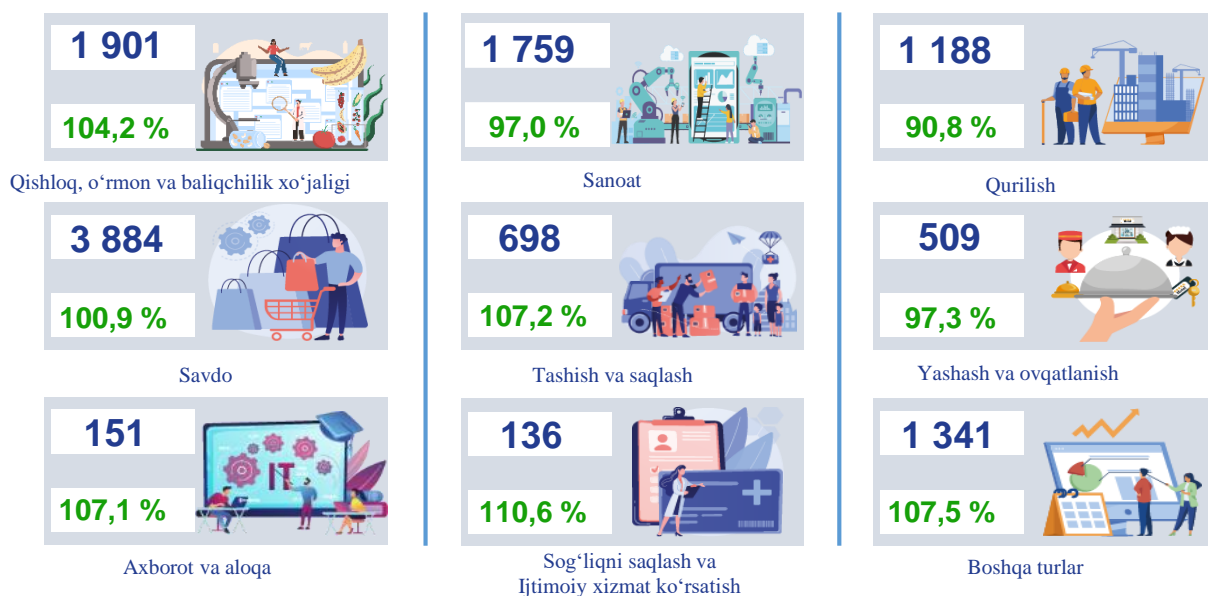 1 901
104,2 %
Qishloq, o‘rmon va baliqchilik xo‘jaligi
1 759
97,0 %
Sanoat
1 188
90,8 %
Qurilish
3 884
100,9 %
Savdo
698
107,2 %
Tashish va saqlash
509
97,3 %
Yashash va ovqatlanish
151
107,1 %
IT
Axborot va aloqa
136
110,6 %
Sog‘liqni saqlash va
Ijtimoiy xizmat ko‘rsatish
1 341
107,5 %
Boshqa turlar